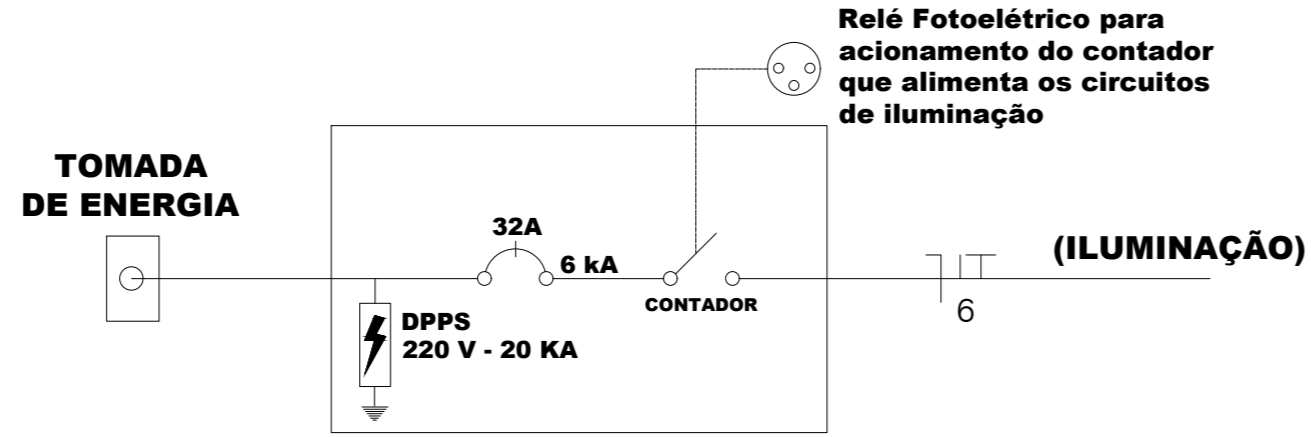 Relé Fotoelétrico para
acionamento do contador
que alimenta os circuitos
de iluminação
TOMADA
DE ENERGIA
32A
6 kA
CONTADOR
DPPS
220 V - 20 KA
(ILUMINAÇÃO)
6